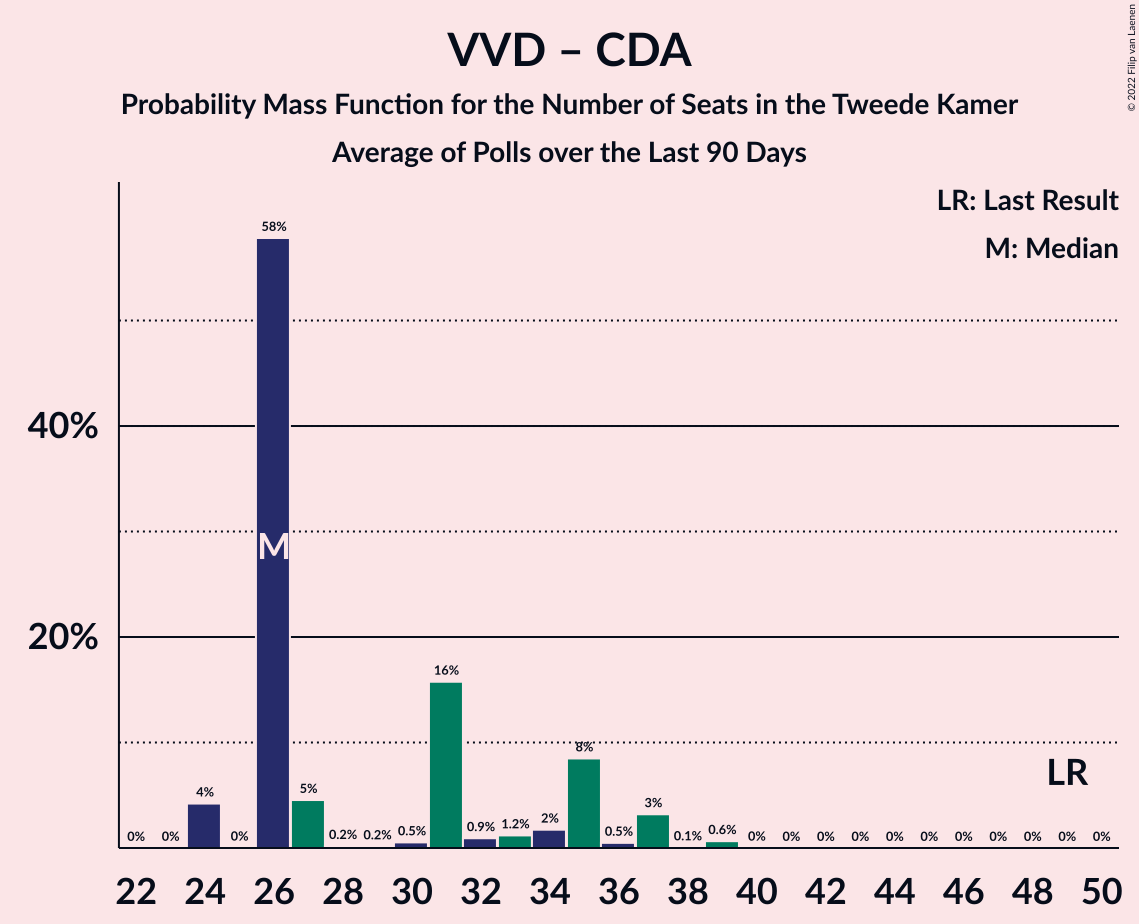 VVD – CDA
Probability Mass Function for the Number of Seats in the Tweede Kamer
Average of Polls over the Last 90 Days
© 2022 Filip van Laenen
LR: Last Result
M: Median
40%
20%
0% 0% 4% 0% 58% 5% 0.2% 0.2% 0.5% 16% 0.9% 1.2% 2% 8% 0.5% 3% 0.1% 0.6% 0% 0% 0% 0% 0% 0% 0% 0% 0% 0% 0%
M
LR
22 24 26 28 30 32 34 36 38 40 42 44 46 48 50